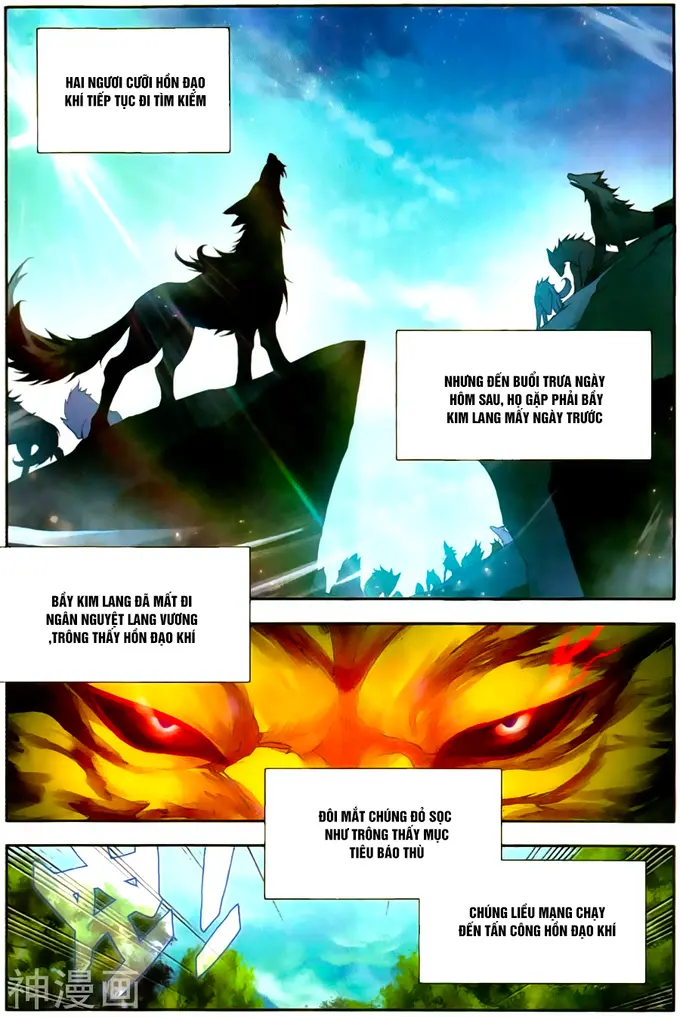 HAI NGƯƠI CƯỠI HỒN ĐẠO
KHÍ TIẾP TỤC ĐI TÌM KIẾM
NHƯNG ĐẾN BUỔI TRƯA NGÀY
HÔM SAU, HỌ GẶP PHẢI BẦY
KIM LANG MẤY NGÀY TRƯỚC
BẦY KIM LANG ĐÃ MẤT ĐI
NGÂN NGUYỆT LANG VƯƠNG
,TRÔNG THẤY HỒN ĐẠO KHÍ
ĐÔI MẮT CHÚNG ĐỎ SỌC
NHƯ TRÔNG THẤY MỤC
TIÊU BÁO THÙ
CHÚNG LIỀU MẠNG CHẠY
ĐẾN TẤN CÔNG HỒN ĐẠO KHÍ
神漫画